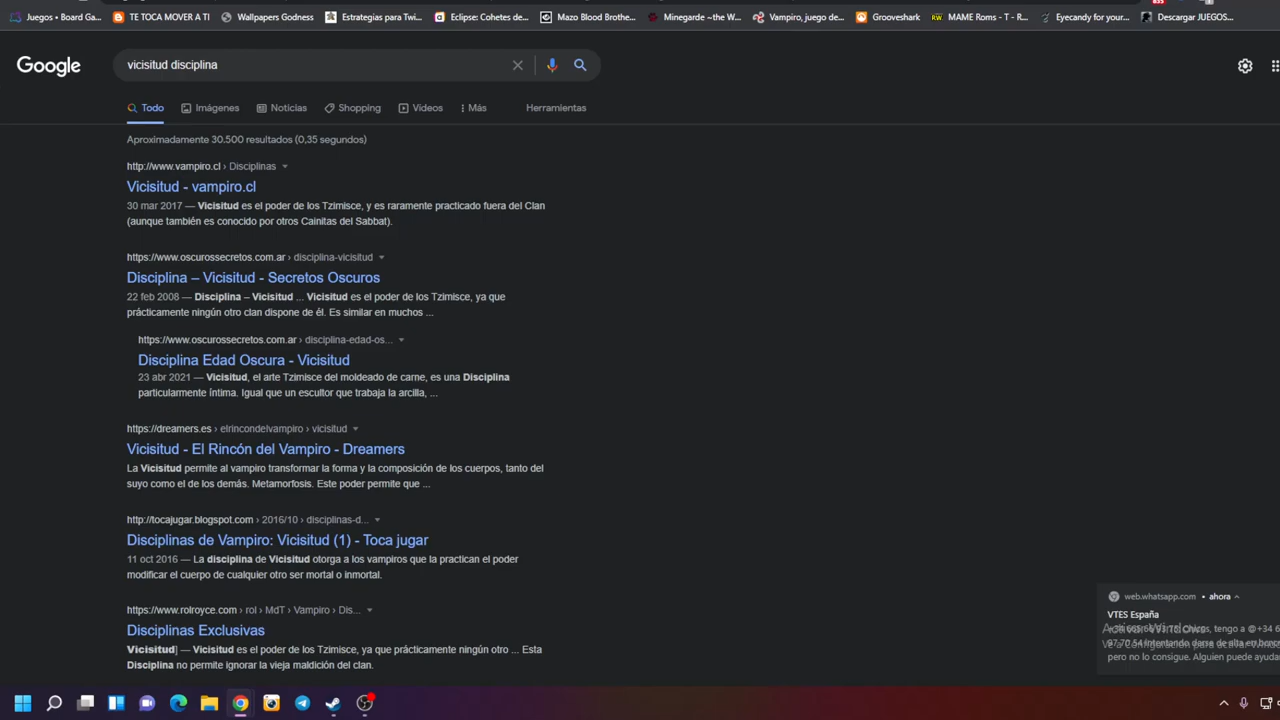 Juegos • Board Ga...
TE TOCA MOVER A TI
Wallpapers Godness
Estrategias para Twi...
Eclipse: Cohetes de...
Mazo Blood Brothe...
Minegarde ~the W...
Vampiro, juego de...
Grooveshark
MAME Roms - T - R...
Eyecandy for your...
Descargar JUEGOS...
Google
vicisitud disciplina
Todo
Imágenes
Noticias
Shopping
Vídeos
Más
Herramientas
Aproximadamente 30.500 resultados (0,35 segundos)
http://www.vampiro.cl › Disciplinas
Vicisitud - vampiro.cl
30 mar 2017 — Vicisitud es el poder de los Tzimisce, y es raramente practicado fuera del Clan
(aunque también es conocido por otros Cainitas del Sabbat).
https://www.oscurossecretos.com.ar › disciplina-vicisitud
Disciplina – Vicisitud - Secretos Oscuros
22 feb 2008 — Disciplina – Vicisitud ... Vicisitud es el poder de los Tzimisce, ya que
prácticamente ningún otro clan dispone de él. Es similar en muchos ...
https://www.oscurossecretos.com.ar › disciplina-edad-os...
Disciplina Edad Oscura - Vicisitud
23 abr 2021 — Vicisitud, el arte Tzimisce del moldeado de carne, es una Disciplina
particularmente íntima. Igual que un escultor que trabaja la arcilla, ...
https://dreamers.es › elrincondelvampiro › vicisitud
Vicisitud - El Rincón del Vampiro - Dreamers
La Vicisitud permite al vampiro transformar la forma y la composición de los cuerpos, tanto del
suyo como el de los demás. Metamorfosis. Este poder permite que ...
http://tocajugar.blogspot.com › 2016/10 › disciplinas-d...
Disciplinas de Vampiro: Vicisitud (1) - Toca jugar
11 oct 2016 — La disciplina de Vicisitud otorga a los vampiros que la practican el poder
modificar el cuerpo de cualquier otro ser mortal o inmortal.
https://www.rolroyce.com › rol › MdT › Vampiro › Dis...
Disciplinas Exclusivas
Vicisitud] — Vicisitud es el poder de los Tzimisce, ya que prácticamente ningún otro ... Esta
Disciplina no permite ignorar la vieja maldición del clan.
web.whatsapp.com • ahora
VTES España
Activar Windows
chicos, tengo a @+34 6
intentando darse de alta en
pero no lo consigue. Alguien puede ayuda